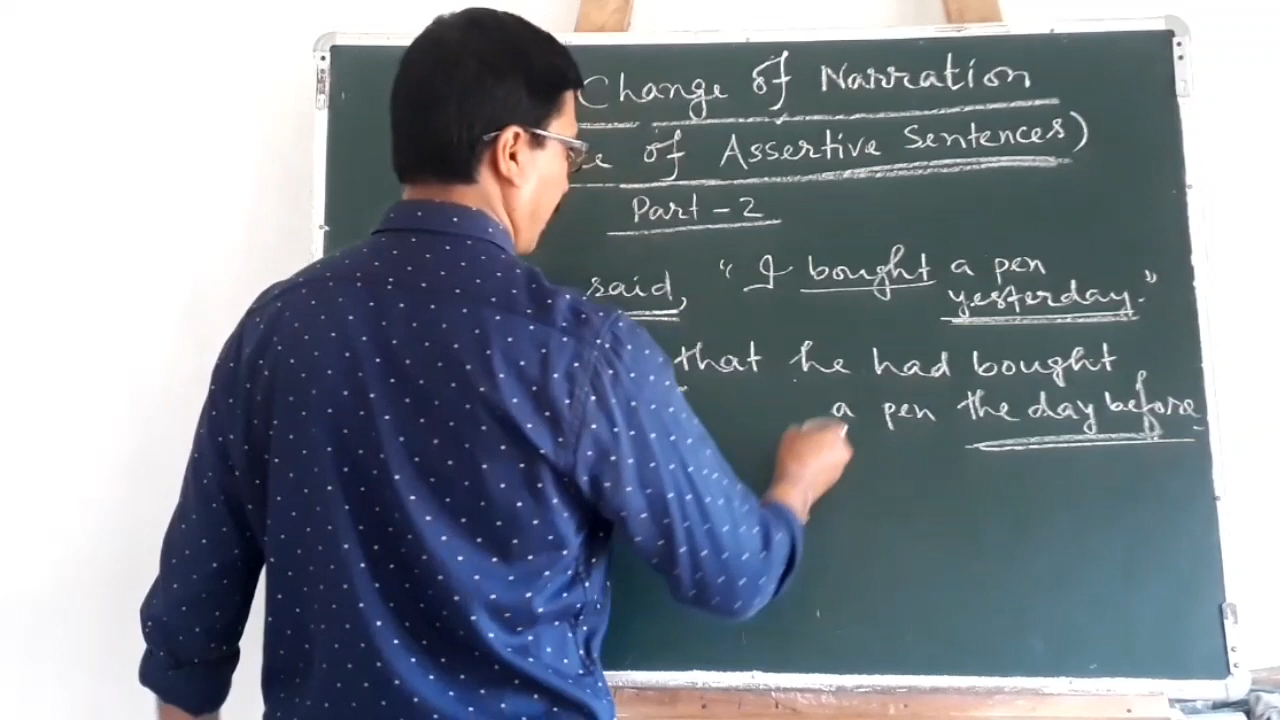 Change of Narration
of Assertive Sentences)
Part - 2
said, "I bought a pen
yesterday."
that he had bought
a pen the day before.